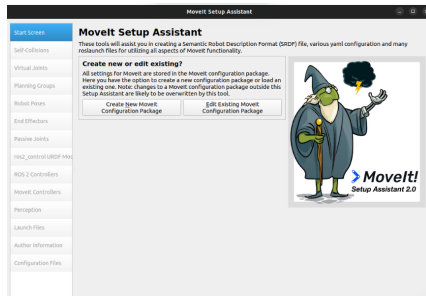 MoveIt Setup Assistant
Start Screen
Self-Collisions
Virtual Joints
Planning Groups
Robot Poses
End Effectors
Passive Joints
ros2_control URDF Mod
ROS 2 Controllers
MoveIt Controllers
Perception
Launch Files
Author Information
Configuration Files
MoveIt Setup Assistant
These tools will assist you in creating a Semantic Robot Description Format (SRDF) file, various yaml configuration and many
roslaunch files for utilizing all aspects of MoveIt functionality.
Create new or edit existing?
All settings for MoveIt are stored in the MoveIt configuration package.
Here you have the option to create a new configuration package or load an
existing one. Note: changes to a MoveIt configuration package outside this
Setup Assistant are likely to be overwritten by this tool.
Create New MoveIt
Configuration Package
Edit Existing MoveIt
Configuration Package
MoveIt!
Setup Assistant 2.0